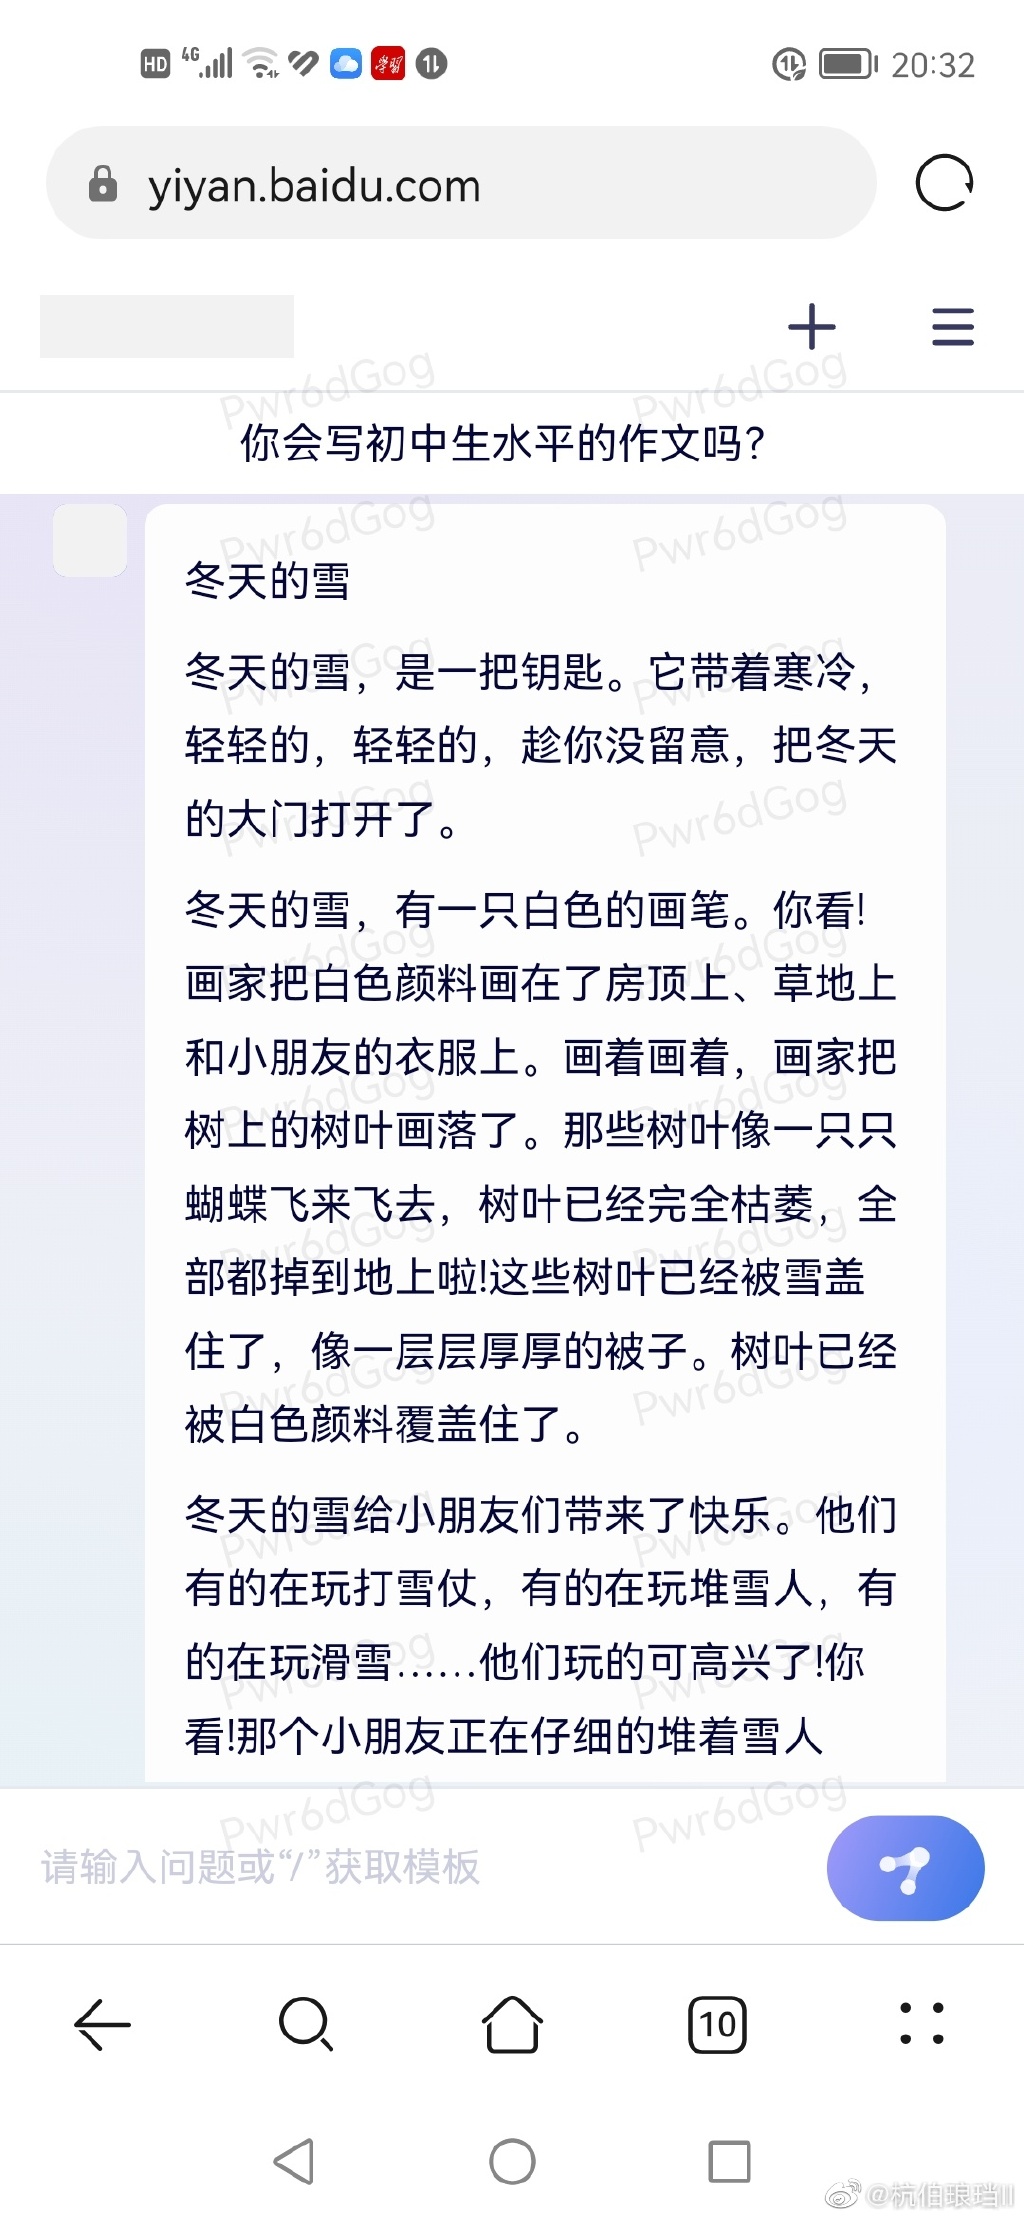 HD 4G 学习 20:32
yiyan.baidu.com
你会写初中生水平的作文吗?
冬天的雪
冬天的雪，是一把钥匙。它带着寒冷，
轻轻的，轻轻的，趁你没留意，把冬天
的大门打开了。
冬天的雪，有一只白色的画笔。你看!
画家把白色颜料画在了房顶上、草地上
和小朋友的衣服上。画着画着，画家把
树上的树叶画落了。那些树叶像一只只
蝴蝶飞来飞去，树叶已经完全枯萎，全
部都掉到地上啦!这些树叶已经被雪盖
住了，像一层层厚厚的被子。树叶已经
被白色颜料覆盖住了。
冬天的雪给小朋友们带来了快乐。他们
有的在玩打雪仗，有的在玩堆雪人，有
的在玩滑雪……他们玩的可高兴了!你
看!那个小朋友正在仔细的堆着雪人
请输入问题或“/”获取模板
10
Pwr6dGog
@杭伯琅珰II